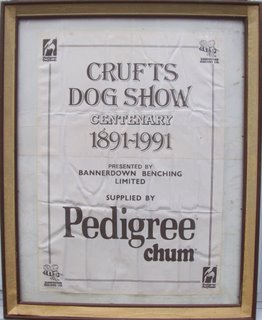 CRUFTS
DOG SHOW
CENTENARY
1891-1991
PRESENTED BY
BANNERDOWN BENCHING
LIMITED
SUPPLIED BY
Pedigree
chum